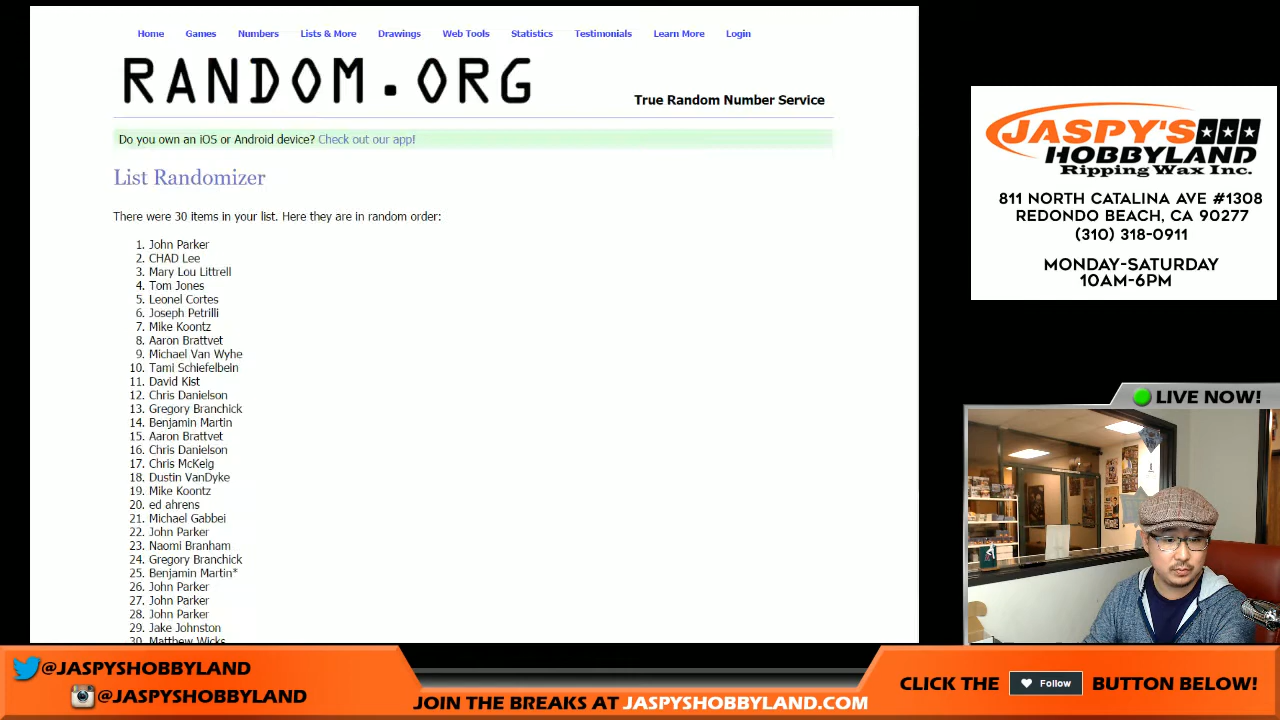 Home Games Numbers Lists & More Drawings Web Tools Statistics Testimonials Learn More Login
RANDOM.ORG
True Random Number Service
Do you own an iOS or Android device? Check out our app!
List Randomizer
There were 30 items in your list. Here they are in random order:
1. John Parker
2. CHAD Lee
3. Mary Lou Littrell
4. Tom Jones
5. Leonel Cortes
6. Joseph Petrilli
7. Mike Koontz
8. Aaron Brattvet
9. Michael Van Wyhe
10. Tami Schiefelbein
11. David Kist
12. Chris Danielson
13. Gregory Branchick
14. Benjamin Martin
15. Aaron Brattvet
16. Chris Danielson
17. Chris McKeig
18. Dustin VanDyke
19. Mike Koontz
20. ed ahrens
21. Michael Gabbei
22. John Parker
23. Naomi Branham
24. Gregory Branchick
25. Benjamin Martin*
26. John Parker
27. John Parker
28. John Parker
29. Jake Johnston
30. Matthew Wicks
JASPY'S
HOBBYLAND
Ripping Wax Inc.
811 NORTH CATALINA AVE #1308
REDONDO BEACH, CA 90277
(310) 318-0911
MONDAY-SATURDAY
10AM-6PM
LIVE NOW!
@JASPYSHOBBYLAND
@JASPYSHOBBYLAND
JOIN THE BREAKS AT JASPYSHOBBYLAND.COM
CLICK THE Follow BUTTON BELOW!